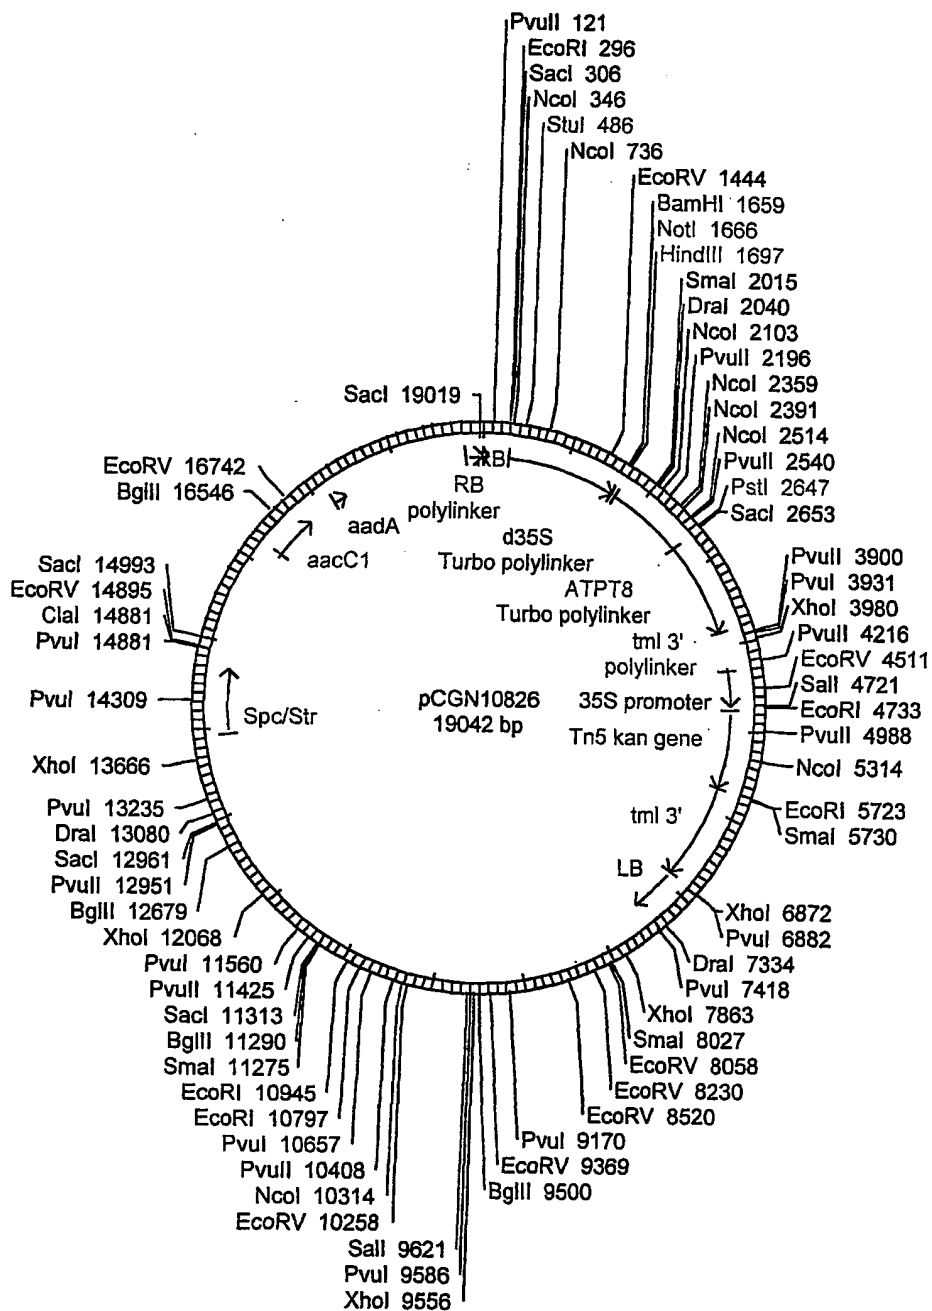 PvuII 121
EcoRI 296
SacI 306
NcoI 346
StuI 486
NcoI 736
EcoRV 1444
BamHI 1659
NotI 1666
HindIII 1697
SmaI 2015
DraI 2040
NcoI 2103
PvuII 2196
NcoI 2359
NcoI 2391
NcoI 2514
PvuII 2540
PstI 2647
SacI 2653
PvuII 3900
PvuI 3931
XhoI 3980
PvuII 4216
EcoRV 4511
SalI 4721
EcoRI 4733
PvuII 4988
NcoI 5314
EcoRI 5723
SmaI 5730
XhoI 6872
PvuI 6882
DraI 7334
PvuI 7418
XhoI 7863
SmaI 8027
EcoRV 8058
EcoRV 8230
EcoRV 8520
PvuI 9170
EcoRV 9369
BglII 9500
XhoI 9556
PvuI 9586
SalI 9621
EcoRV 10258
NcoI 10314
PvuII 10408
PvuI 10657
EcoRI 10797
EcoRI 10945
SmaI 11275
BglII 11290
SacI 11313
PvuII 11425
PvuI 11560
XhoI 12068
BglII 12679
PvuII 12951
SacI 12961
DraI 13080
PvuI 13235
XhoI 13666
PvuI 14309
PvuI 14881
ClaI 14881
EcoRV 14895
SacI 14993
BglII 16546
EcoRV 16742
SacI 19019
RB
RB
polylinker
d35S
Turbo polylinker
ATPT8
Turbo polylinker
tml 3'
polylinker
35S promoter
Tn5 kan gene
tml 3'
LB
Spc/Str
aacC1
aadA
pCGN10826
19042 bp